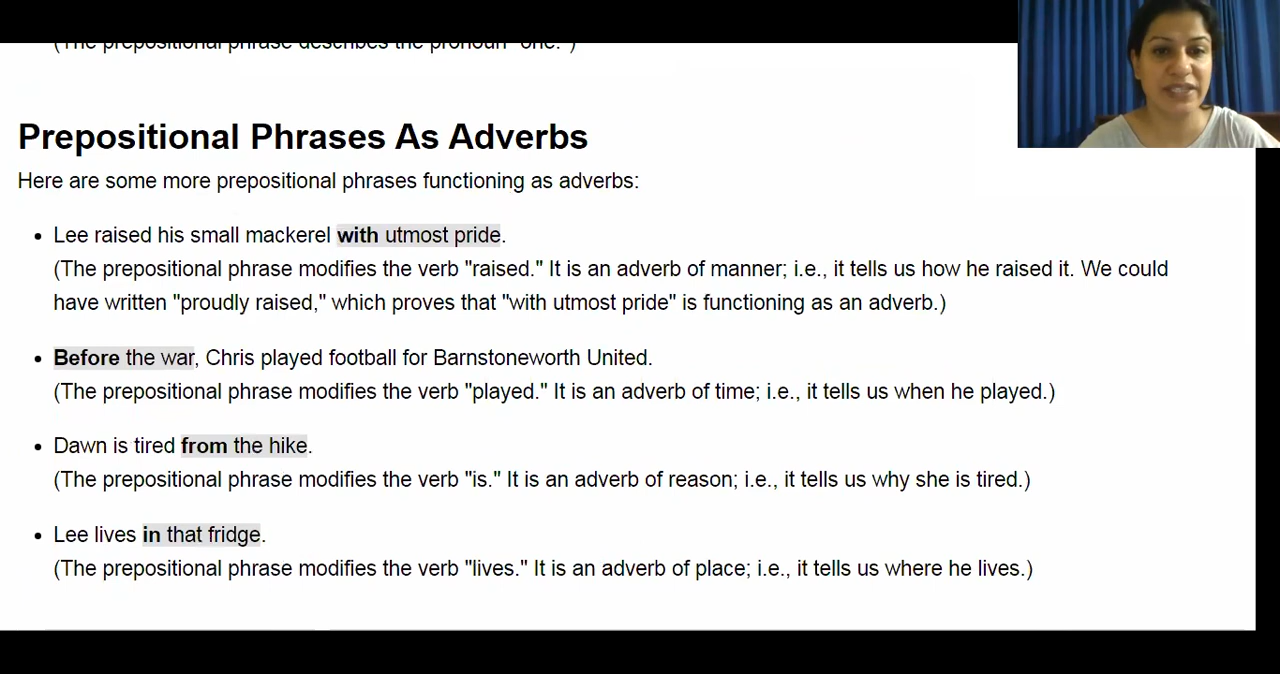 (The prepositional phrase describes the pronoun "one.")
Prepositional Phrases As Adverbs
Here are some more prepositional phrases functioning as adverbs:
• Lee raised his small mackerel with utmost pride.
(The prepositional phrase modifies the verb "raised." It is an adverb of manner; i.e., it tells us how he raised it. We could
have written "proudly raised," which proves that "with utmost pride" is functioning as an adverb.)
• Before the war, Chris played football for Barnstoneworth United.
(The prepositional phrase modifies the verb "played." It is an adverb of time; i.e., it tells us when he played.)
• Dawn is tired from the hike.
(The prepositional phrase modifies the verb "is." It is an adverb of reason; i.e., it tells us why she is tired.)
• Lee lives in that fridge.
(The prepositional phrase modifies the verb "lives." It is an adverb of place; i.e., it tells us where he lives.)